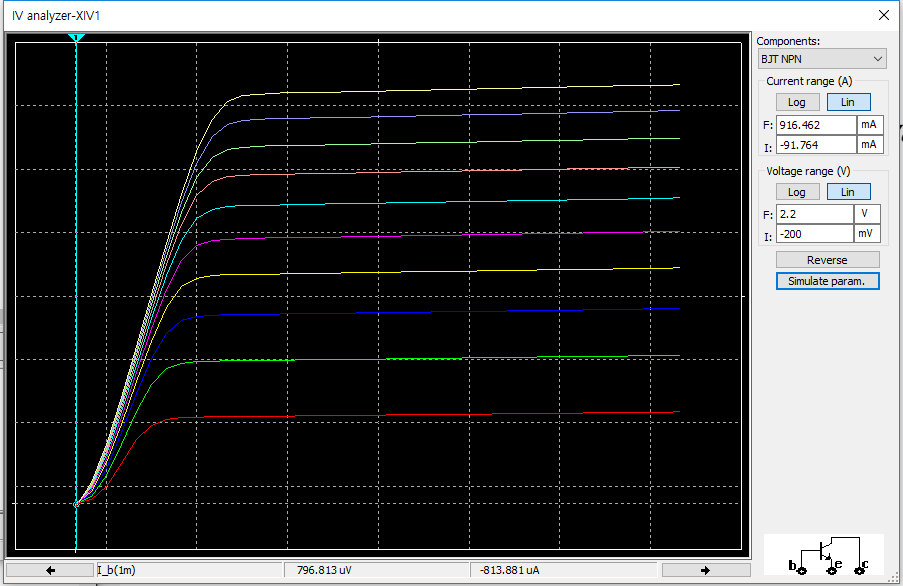 IV analyzer-XIV1
1
Components:
BJT NPN
Current range (A)
Log Lin
F: 916.462 mA
I: -91.764 mA
Voltage range (V)
Log Lin
F: 2.2 V
I: -200 mV
Reverse
Simulate param.
b e c
I_b(1m) 796.813 uV -813.881 uA